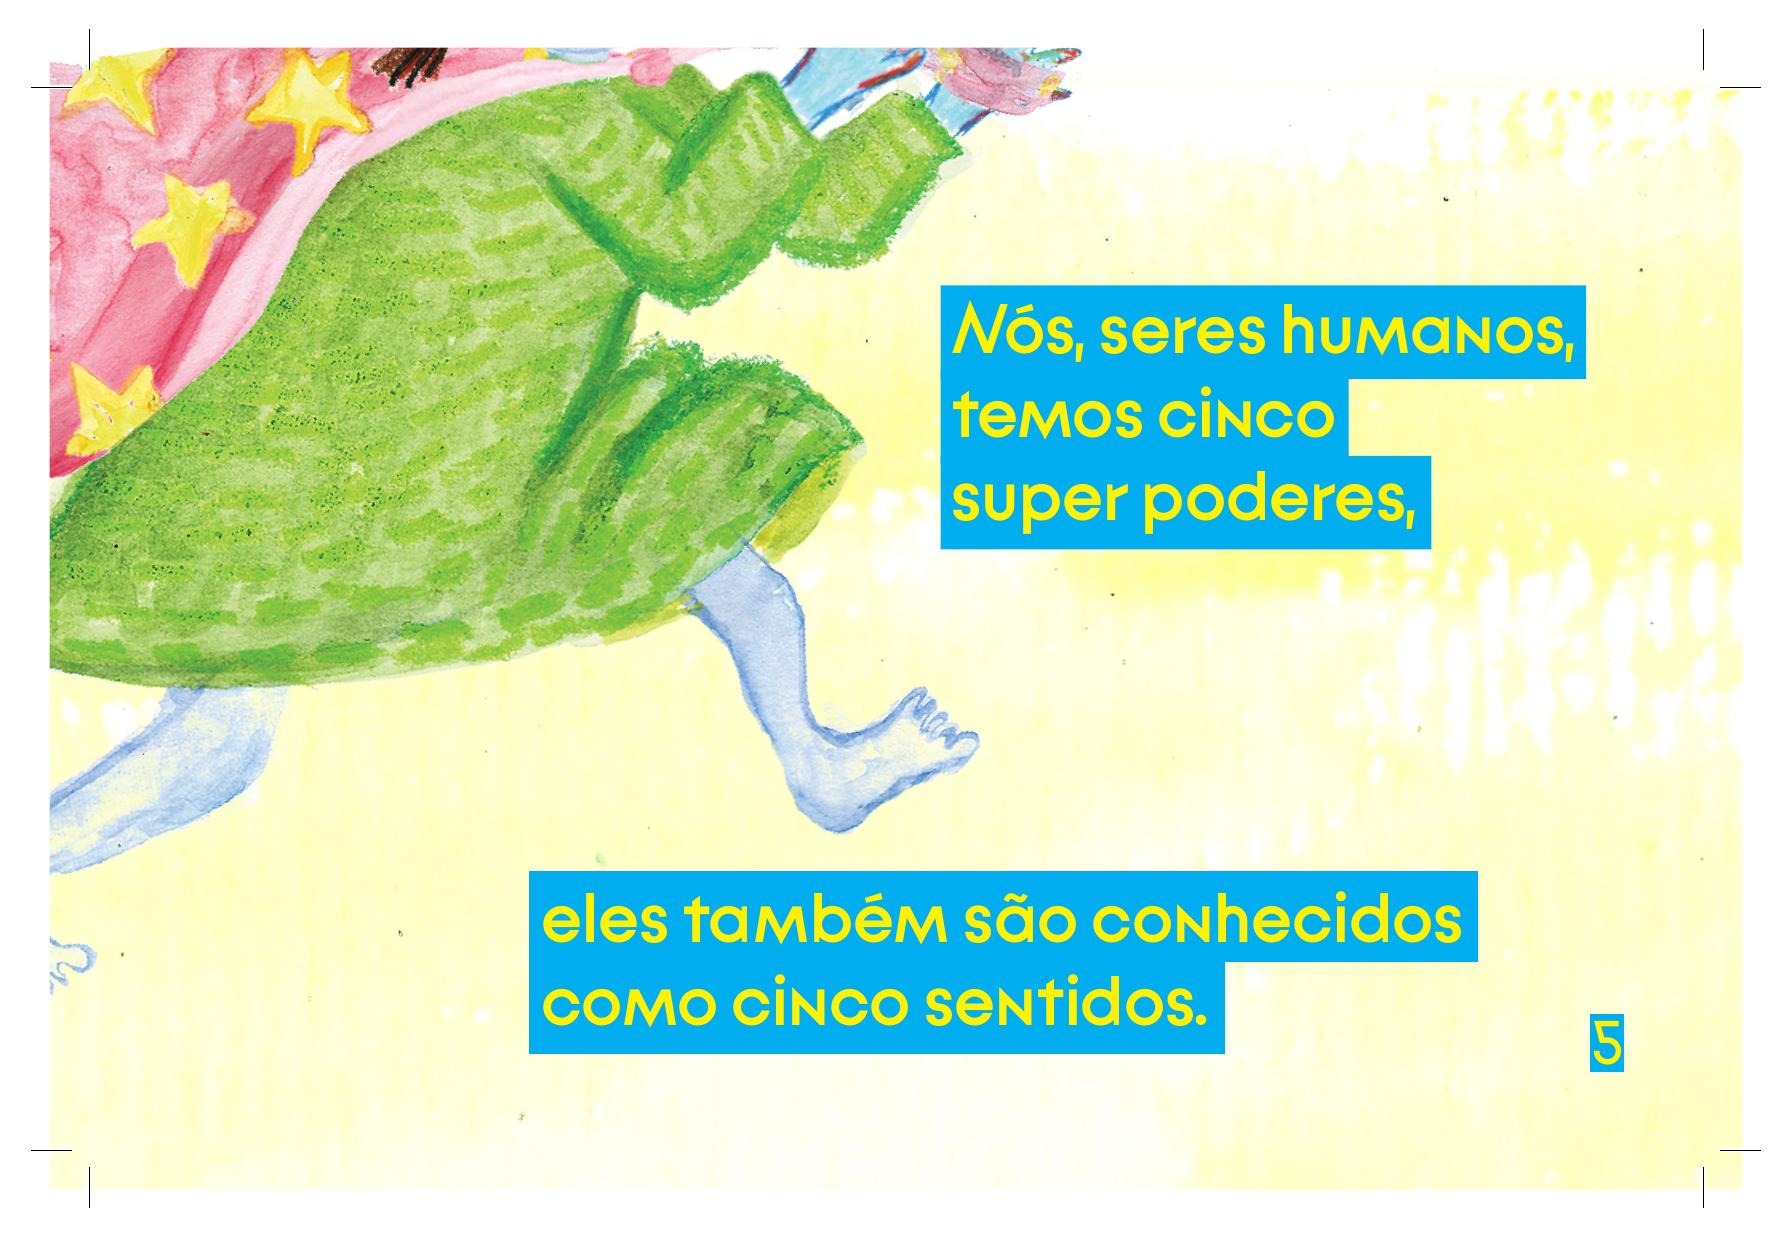 Nós, seres humanos,
temos cinco
super poderes,
eles também são conhecidos
como cinco sentidos.
5